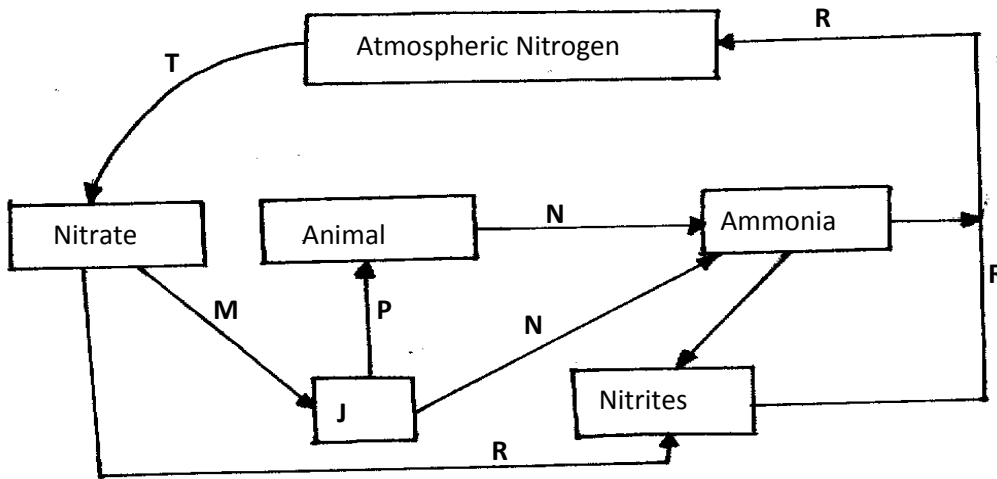 R
Atmospheric Nitrogen
T
Nitrate
Animal
N
Ammonia
M
P
N
R
J
Nitrites
R